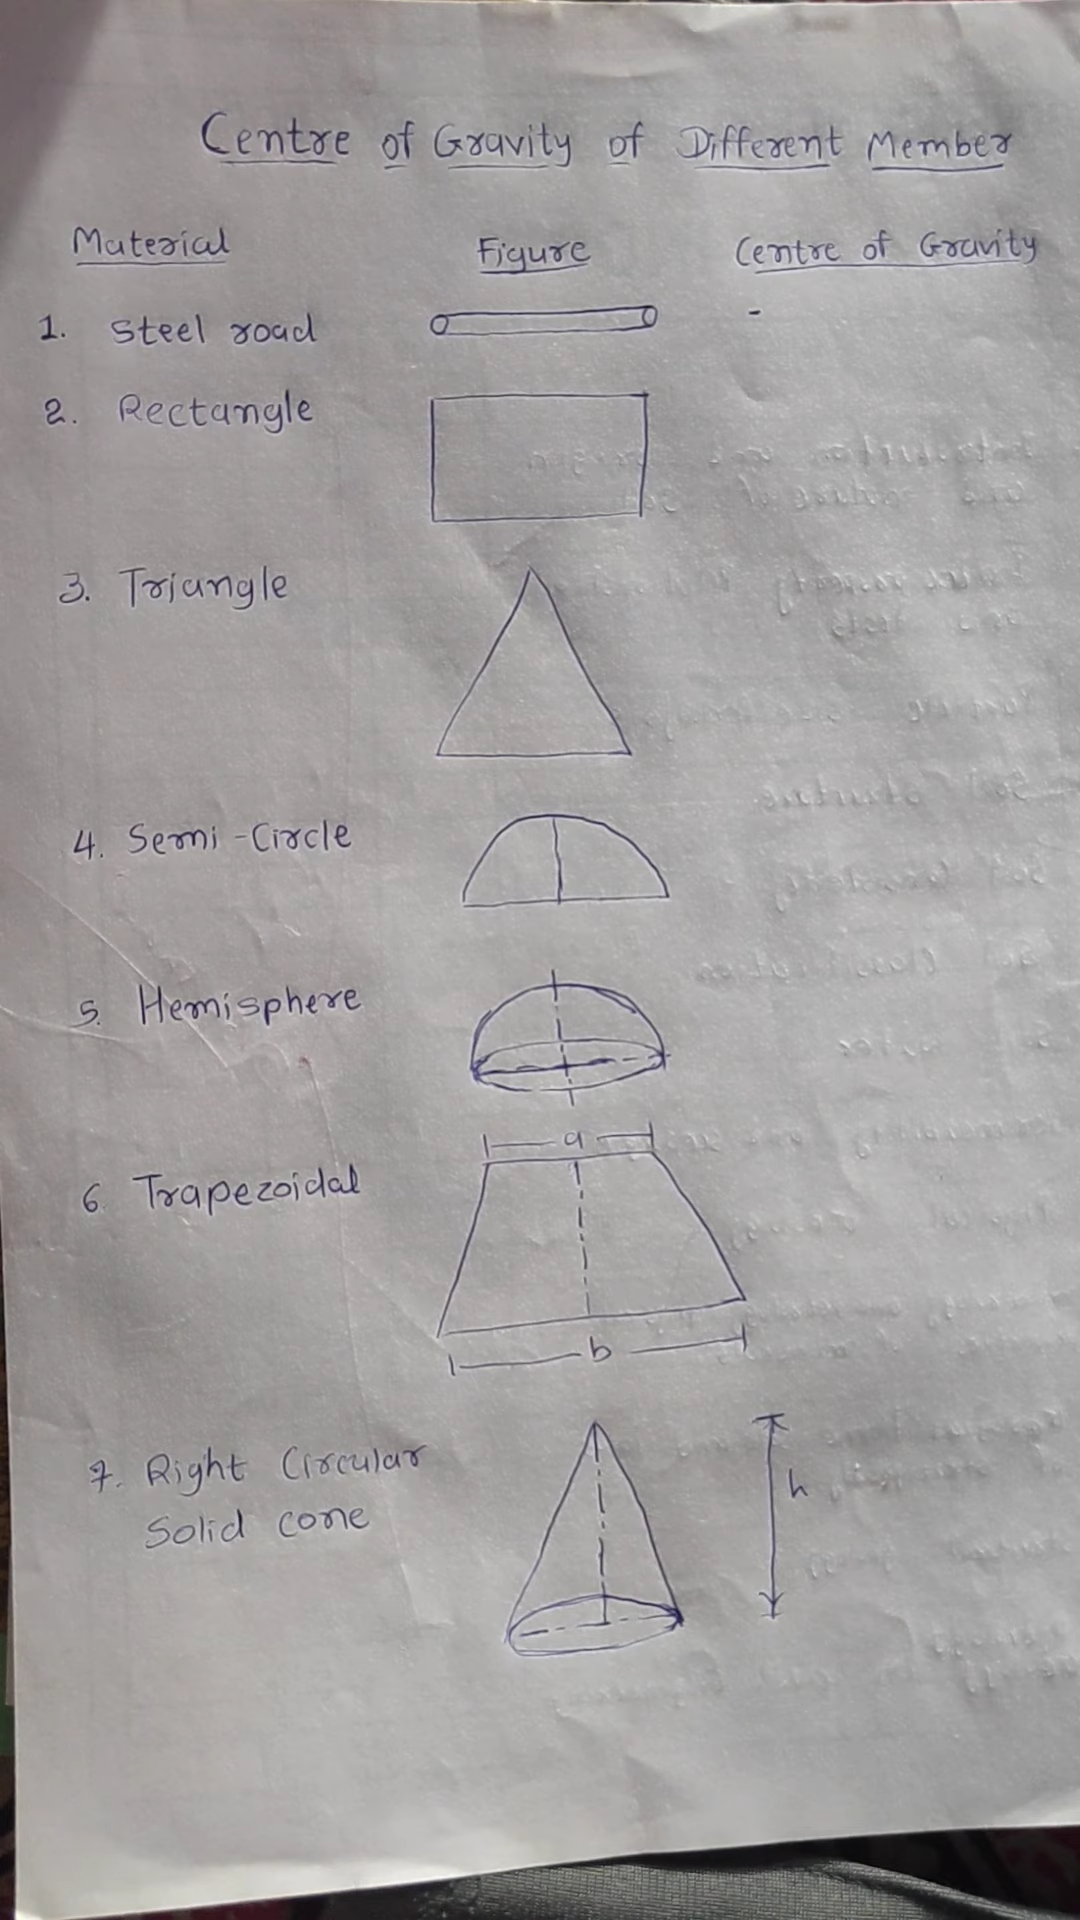 Centre of Gravity of Different Member
Material Figure Centre of Gravity
1. Steel road -
2. Rectangle
3. Triangle
4. Semi-Circle
5. Hemisphere
a
6. Trapezoidal
b
7. Right Circular
h
Solid cone